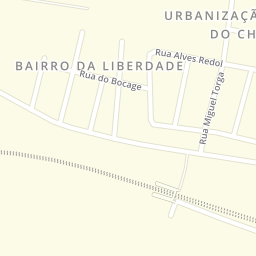 URBANIZAÇÃ
DO CH
Rua Alves Redol
BAIRRO DA LIBERDADE
Rua do Bocage
Rua Miguel Torga